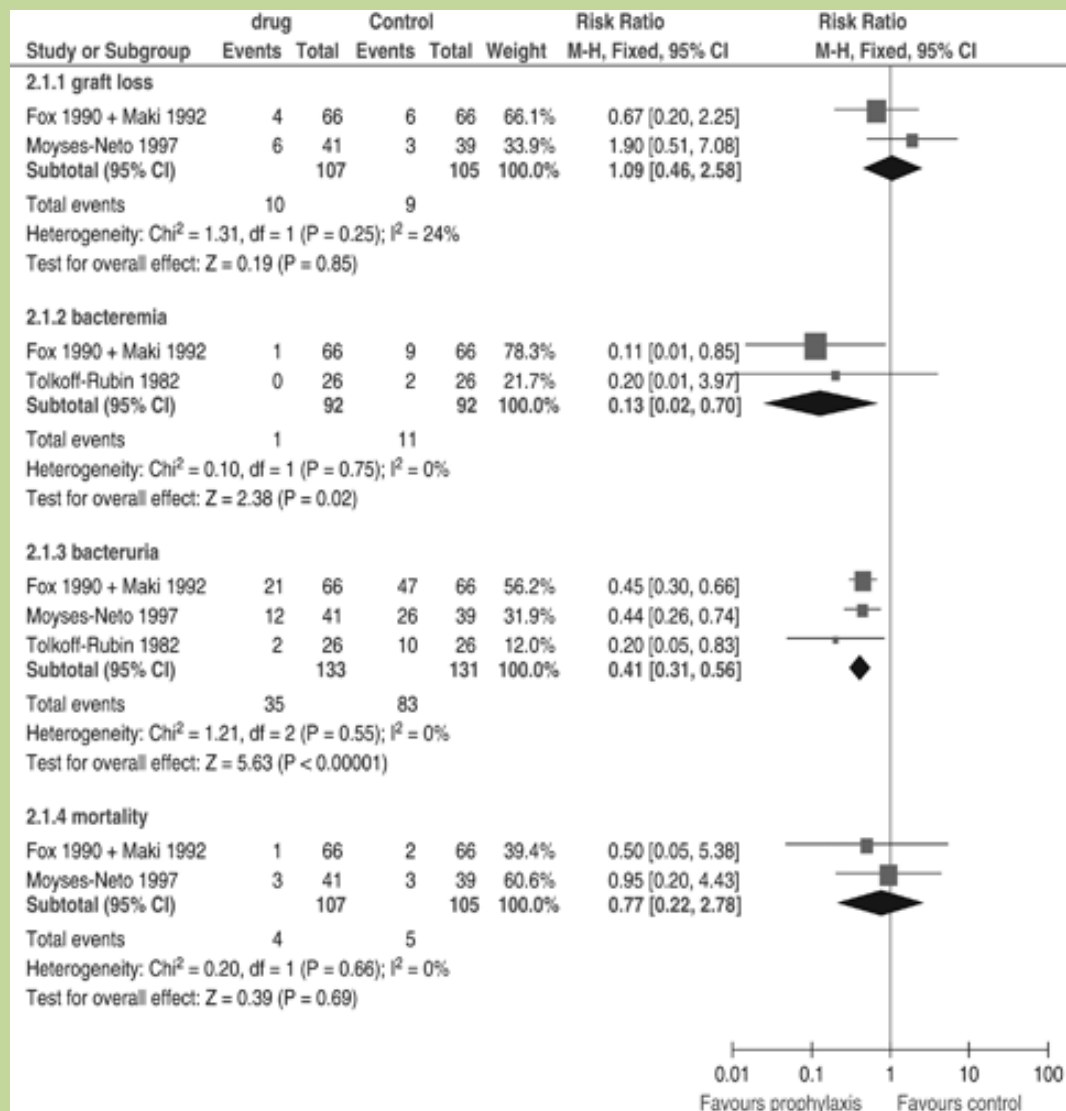 drug Control Risk Ratio Risk Ratio
Study or Subgroup Events Total Events Total Weight M-H, Fixed, 95% CI M-H, Fixed, 95% CI
2.1.1 graft loss
Fox 1990 + Maki 1992 4 66 6 66 66.1% 0.67 [0.20, 2.25]
Moyses-Neto 1997 6 41 3 39 33.9% 1.90 [0.51, 7.08]
Subtotal (95% CI) 107 105 100.0% 1.09 [0.46, 2.58]
Total events 10 9
Heterogeneity: Chi² = 1.31, df = 1 (P = 0.25); I² = 24%
Test for overall effect: Z = 0.19 (P = 0.85)
2.1.2 bacteremia
Fox 1990 + Maki 1992 1 66 9 66 78.3% 0.11 [0.01, 0.85]
Tolkoff-Rubin 1982 0 26 2 26 21.7% 0.20 [0.01, 3.97]
Subtotal (95% CI) 92 92 100.0% 0.13 [0.02, 0.70]
Total events 1 11
Heterogeneity: Chi² = 0.10, df = 1 (P = 0.75); I² = 0%
Test for overall effect: Z = 2.38 (P = 0.02)
2.1.3 bacteruria
Fox 1990 + Maki 1992 21 66 47 66 56.2% 0.45 [0.30, 0.66]
Moyses-Neto 1997 12 41 26 39 31.9% 0.44 [0.26, 0.74]
Tolkoff-Rubin 1982 2 26 10 26 12.0% 0.20 [0.05, 0.83]
Subtotal (95% CI) 133 131 100.0% 0.41 [0.31, 0.56]
Total events 35 83
Heterogeneity: Chi² = 1.21, df = 2 (P = 0.55); I² = 0%
Test for overall effect: Z = 5.63 (P < 0.00001)
2.1.4 mortality
Fox 1990 + Maki 1992 1 66 2 66 39.4% 0.50 [0.05, 5.38]
Moyses-Neto 1997 3 41 3 39 60.6% 0.95 [0.20, 4.43]
Subtotal (95% CI) 107 105 100.0% 0.77 [0.22, 2.78]
Total events 4 5
Heterogeneity: Chi² = 0.20, df = 1 (P = 0.66); I² = 0%
Test for overall effect: Z = 0.39 (P = 0.69)
0.01 0.1 1 10 100
Favours prophylaxis Favours control